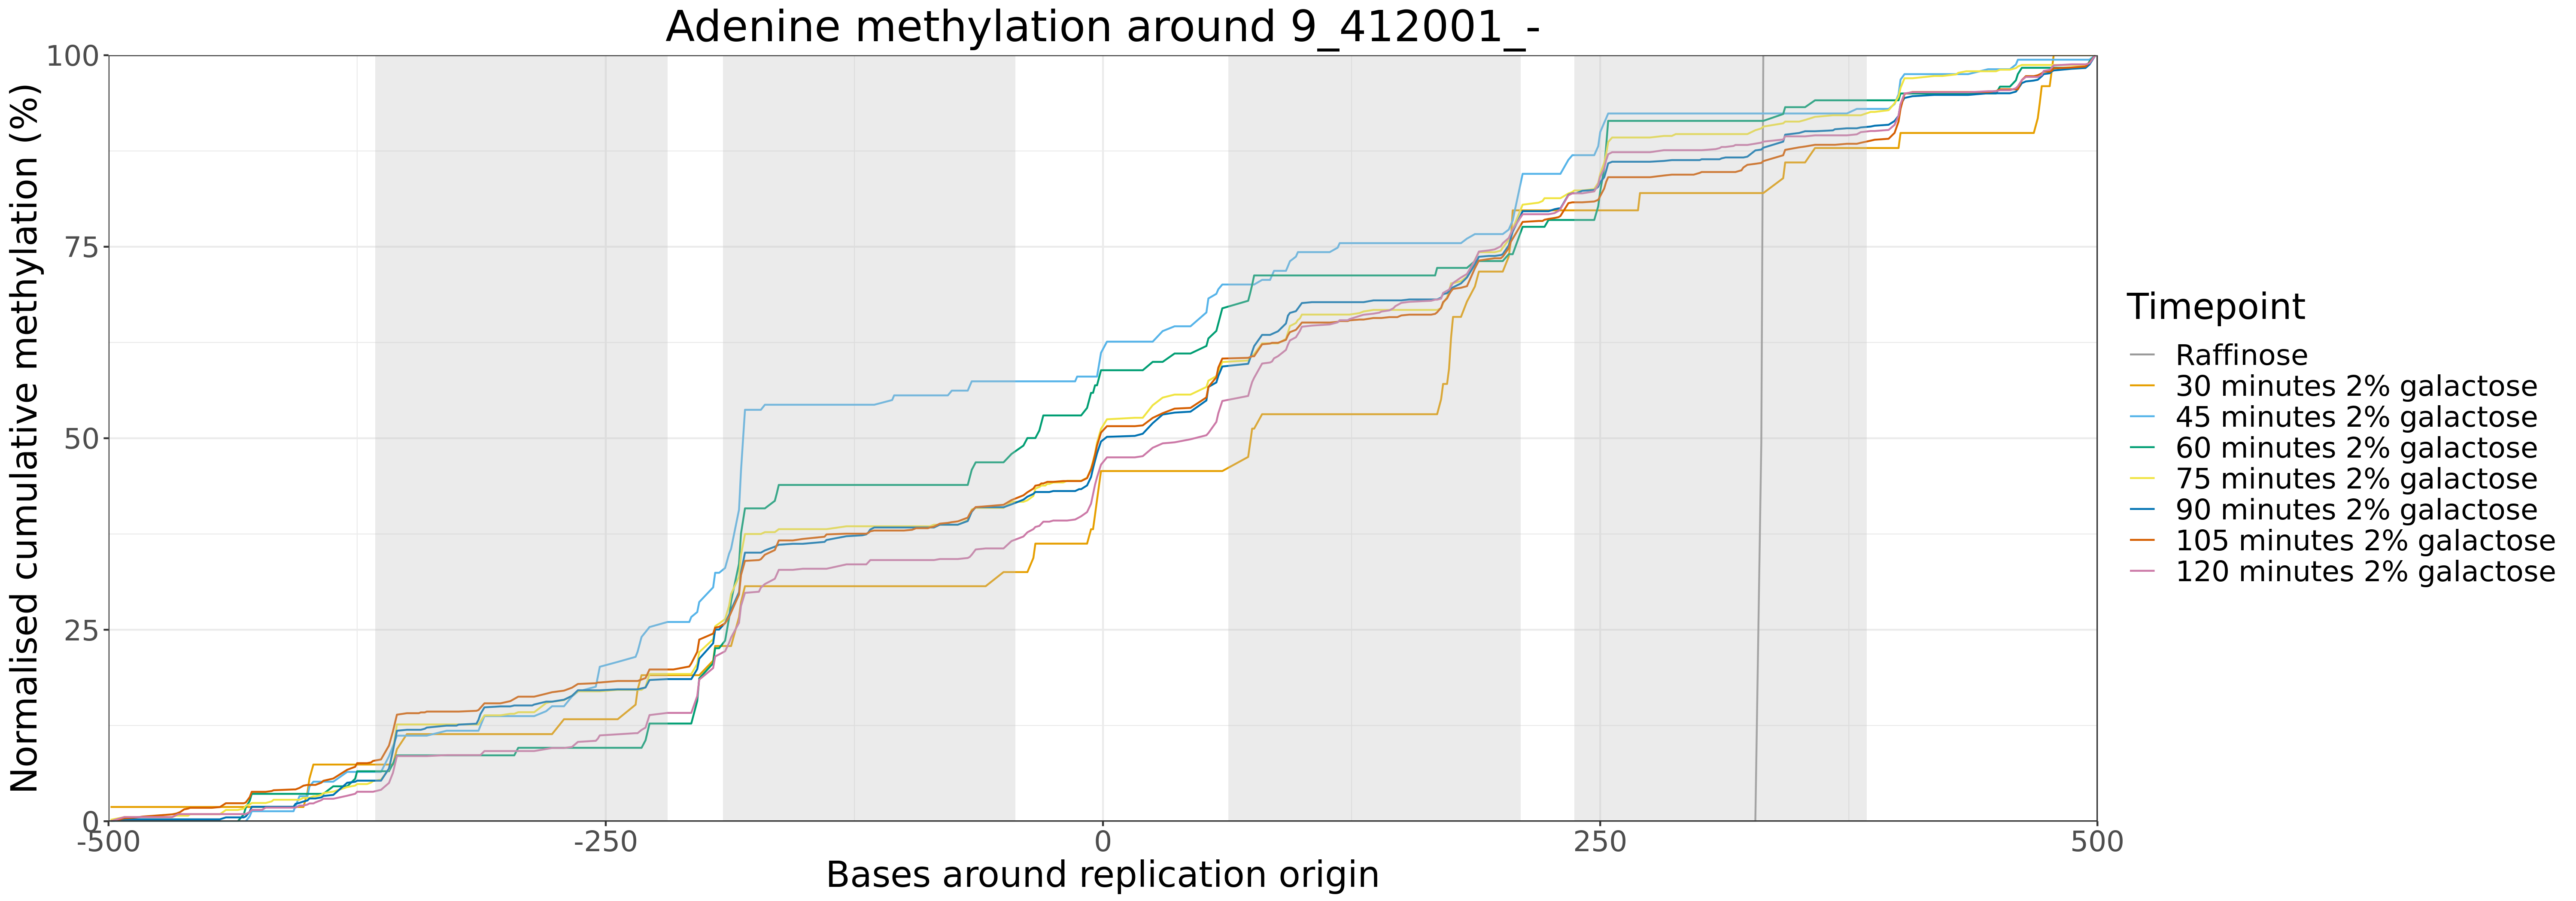 Adenine methylation around 9_412001_-
Normalised cumulative methylation (%)
100
75
50
25
0
-500
-250
0
250
500
Bases around replication origin
Timepoint
Raffinose
30 minutes 2% galactose
45 minutes 2% galactose
60 minutes 2% galactose
75 minutes 2% galactose
90 minutes 2% galactose
105 minutes 2% galactose
120 minutes 2% galactose